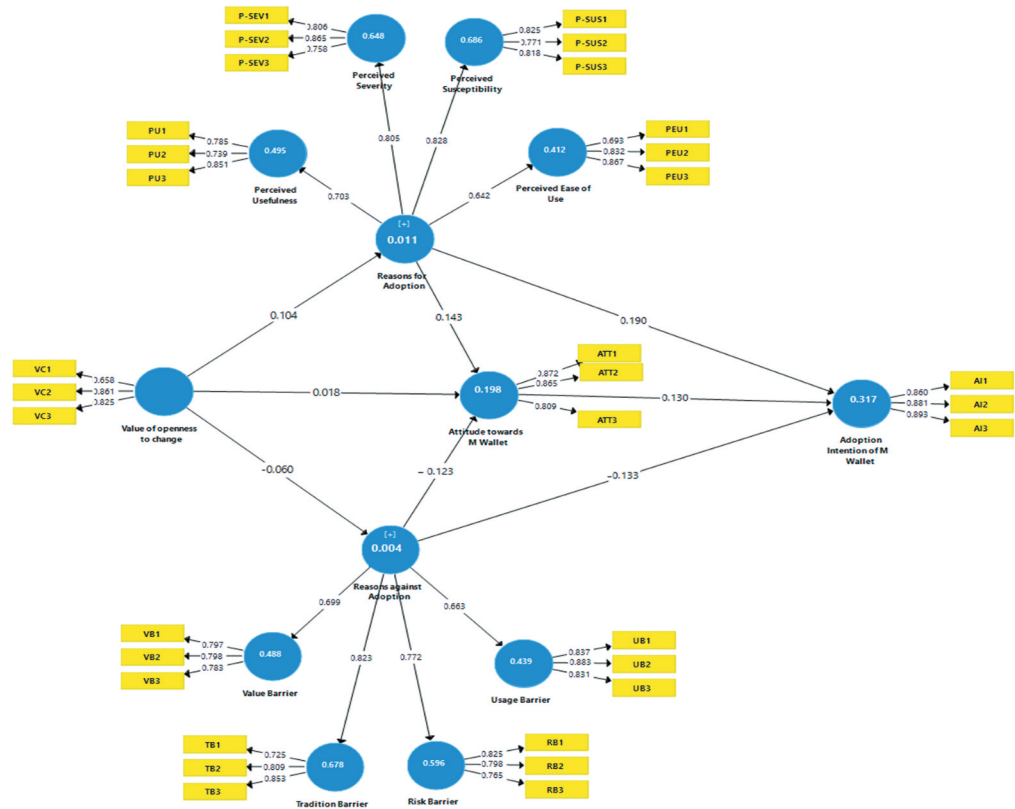 P-SEV1
P-SEV2
P-SEV3
0.806
0.865
0.758
0.648
Perceived
Severity
0.686
Perceived
Susceptibility
0.825
0.771
0.818
P-SUS1
P-SUS2
P-SUS3
PU1
PU2
PU3
0.785
0.739
0.851
0.495
Perceived
Usefulness
0.805
0.828
0.703
0.642
0.412
Perceived Ease of
Use
0.693
0.832
0.867
PEU1
PEU2
PEU3
[+]
0.011
Reasons for
Adoption
0.104
0.143
0.190
VC1
VC2
VC3
0.658
0.861
0.825
Value of openness
to change
0.018
0.198
Attitude towards
M Wallet
0.872
0.865
0.809
ATT1
ATT2
ATT3
0.130
0.317
Adoption
Intention of M
Wallet
0.860
0.881
0.893
AI1
AI2
AI3
-0.060
- 0.123
-0.133
[+]
0.004
Reasons against
Adoption
0.699
0.823
0.772
0.663
VB1
VB2
VB3
0.797
0.798
0.783
0.488
Value Barrier
0.439
Usage Barrier
0.837
0.883
0.831
UB1
UB2
UB3
TB1
TB2
TB3
0.725
0.809
0.853
0.678
Tradition Barrier
0.596
Risk Barrier
0.825
0.798
0.765
RB1
RB2
RB3